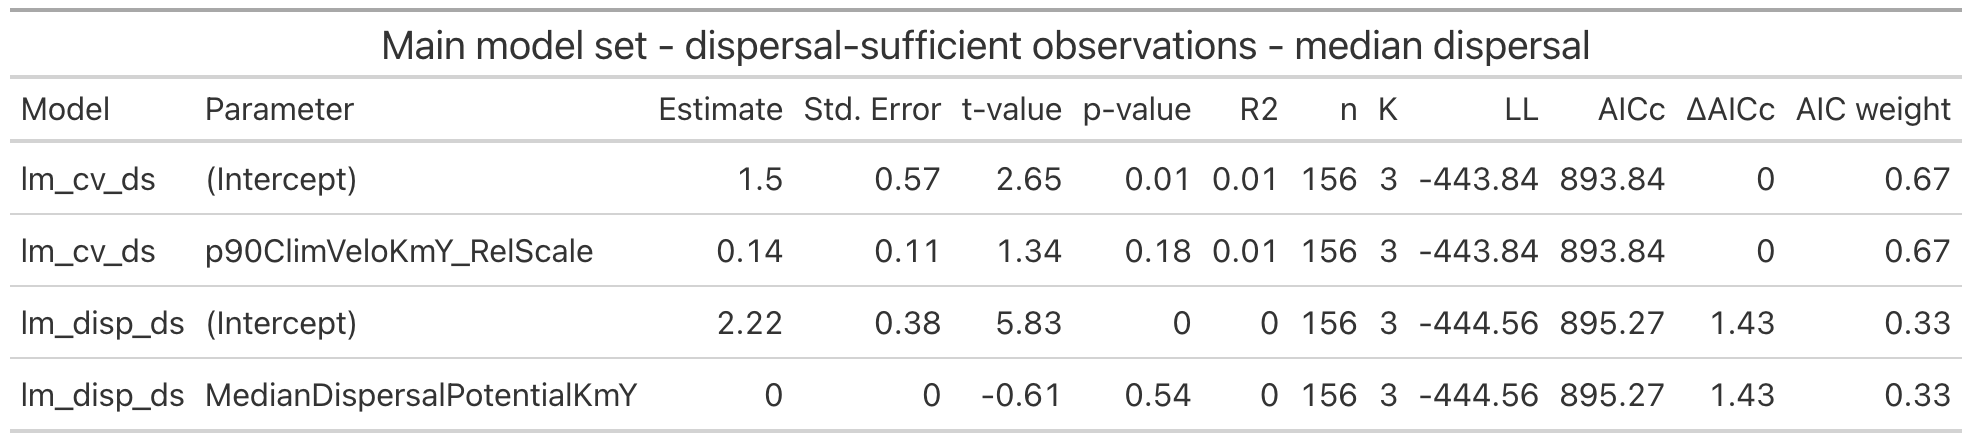 Main model set - dispersal-sufficient observations - median dispersal
Model Parameter Estimate Std. Error t-value p-value R2 n K LL AICc ΔAICc AIC weight
lm_cv_ds (Intercept) 1.5 0.57 2.65 0.01 0.01 156 3 -443.84 893.84 0 0.67
lm_cv_ds p90ClimVeloKmY_RelScale 0.14 0.11 1.34 0.18 0.01 156 3 -443.84 893.84 0 0.67
lm_disp_ds (Intercept) 2.22 0.38 5.83 0 0 156 3 -444.56 895.27 1.43 0.33
lm_disp_ds MedianDispersalPotentialKmY 0 0 -0.61 0.54 0 156 3 -444.56 895.27 1.43 0.33